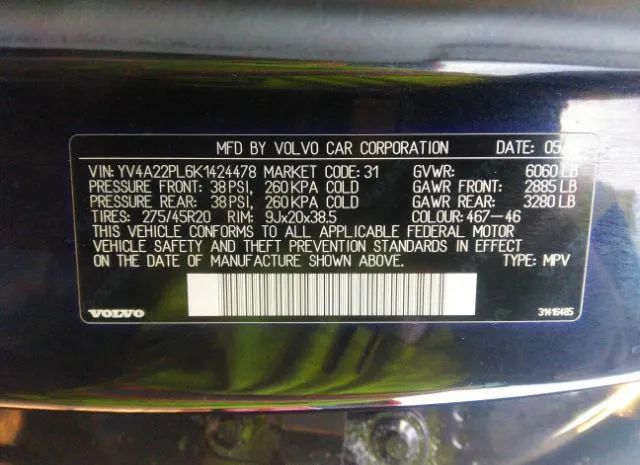 MFD BY VOLVO CAR CORPORATION DATE: 05/
VIN: YV4A22PL6K1424478 MARKET CODE: 31 GVWR: 6060 LB
PRESSURE FRONT: 38 PSI, 260 KPA COLD GAWR FRONT: 2885 LB
PRESSURE REAR: 38 PSI, 260 KPA COLD GAWR REAR: 3280 LB
TIRES: 275/45R20 RIM: 9Jx20x38.5 COLOUR: 467-46
THIS VEHICLE CONFORMS TO ALL APPLICABLE FEDERAL MOTOR
VEHICLE SAFETY AND THEFT PREVENTION STANDARDS IN EFFECT
ON THE DATE OF MANUFACTURE SHOWN ABOVE. TYPE: MPV
VOLVO 31416485